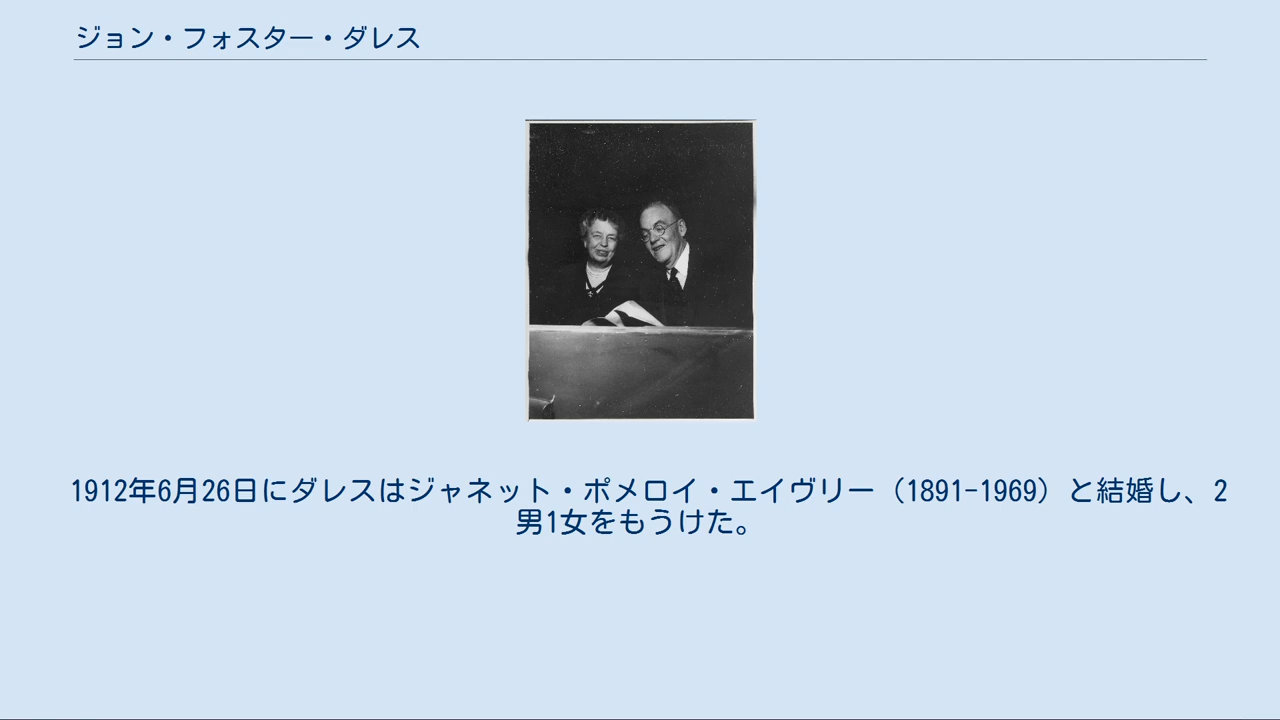 ジョン・フォスター・ダレス
1912年6月26日にダレスはジャネット・ポメロイ・エイヴリー（1891-1969）と結婚し、2
男1女をもうけた。